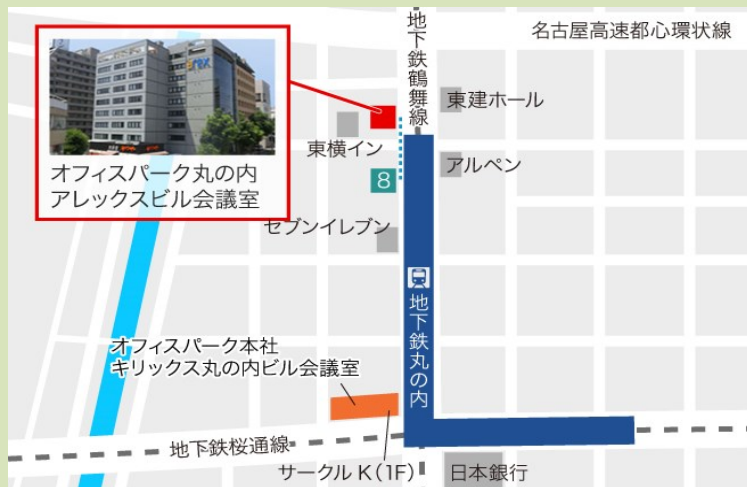 名古屋高速都心環状線
地下鉄鶴舞線
arex
オフィスパーク丸の内
アレックスビル会議室
東横イン
東建ホール
アルペン
8
セブンイレブン
地下鉄丸の内
オフィスパーク本社
キリックス丸の内ビル会議室
地下鉄桜通線
サークルK(1F)
日本銀行